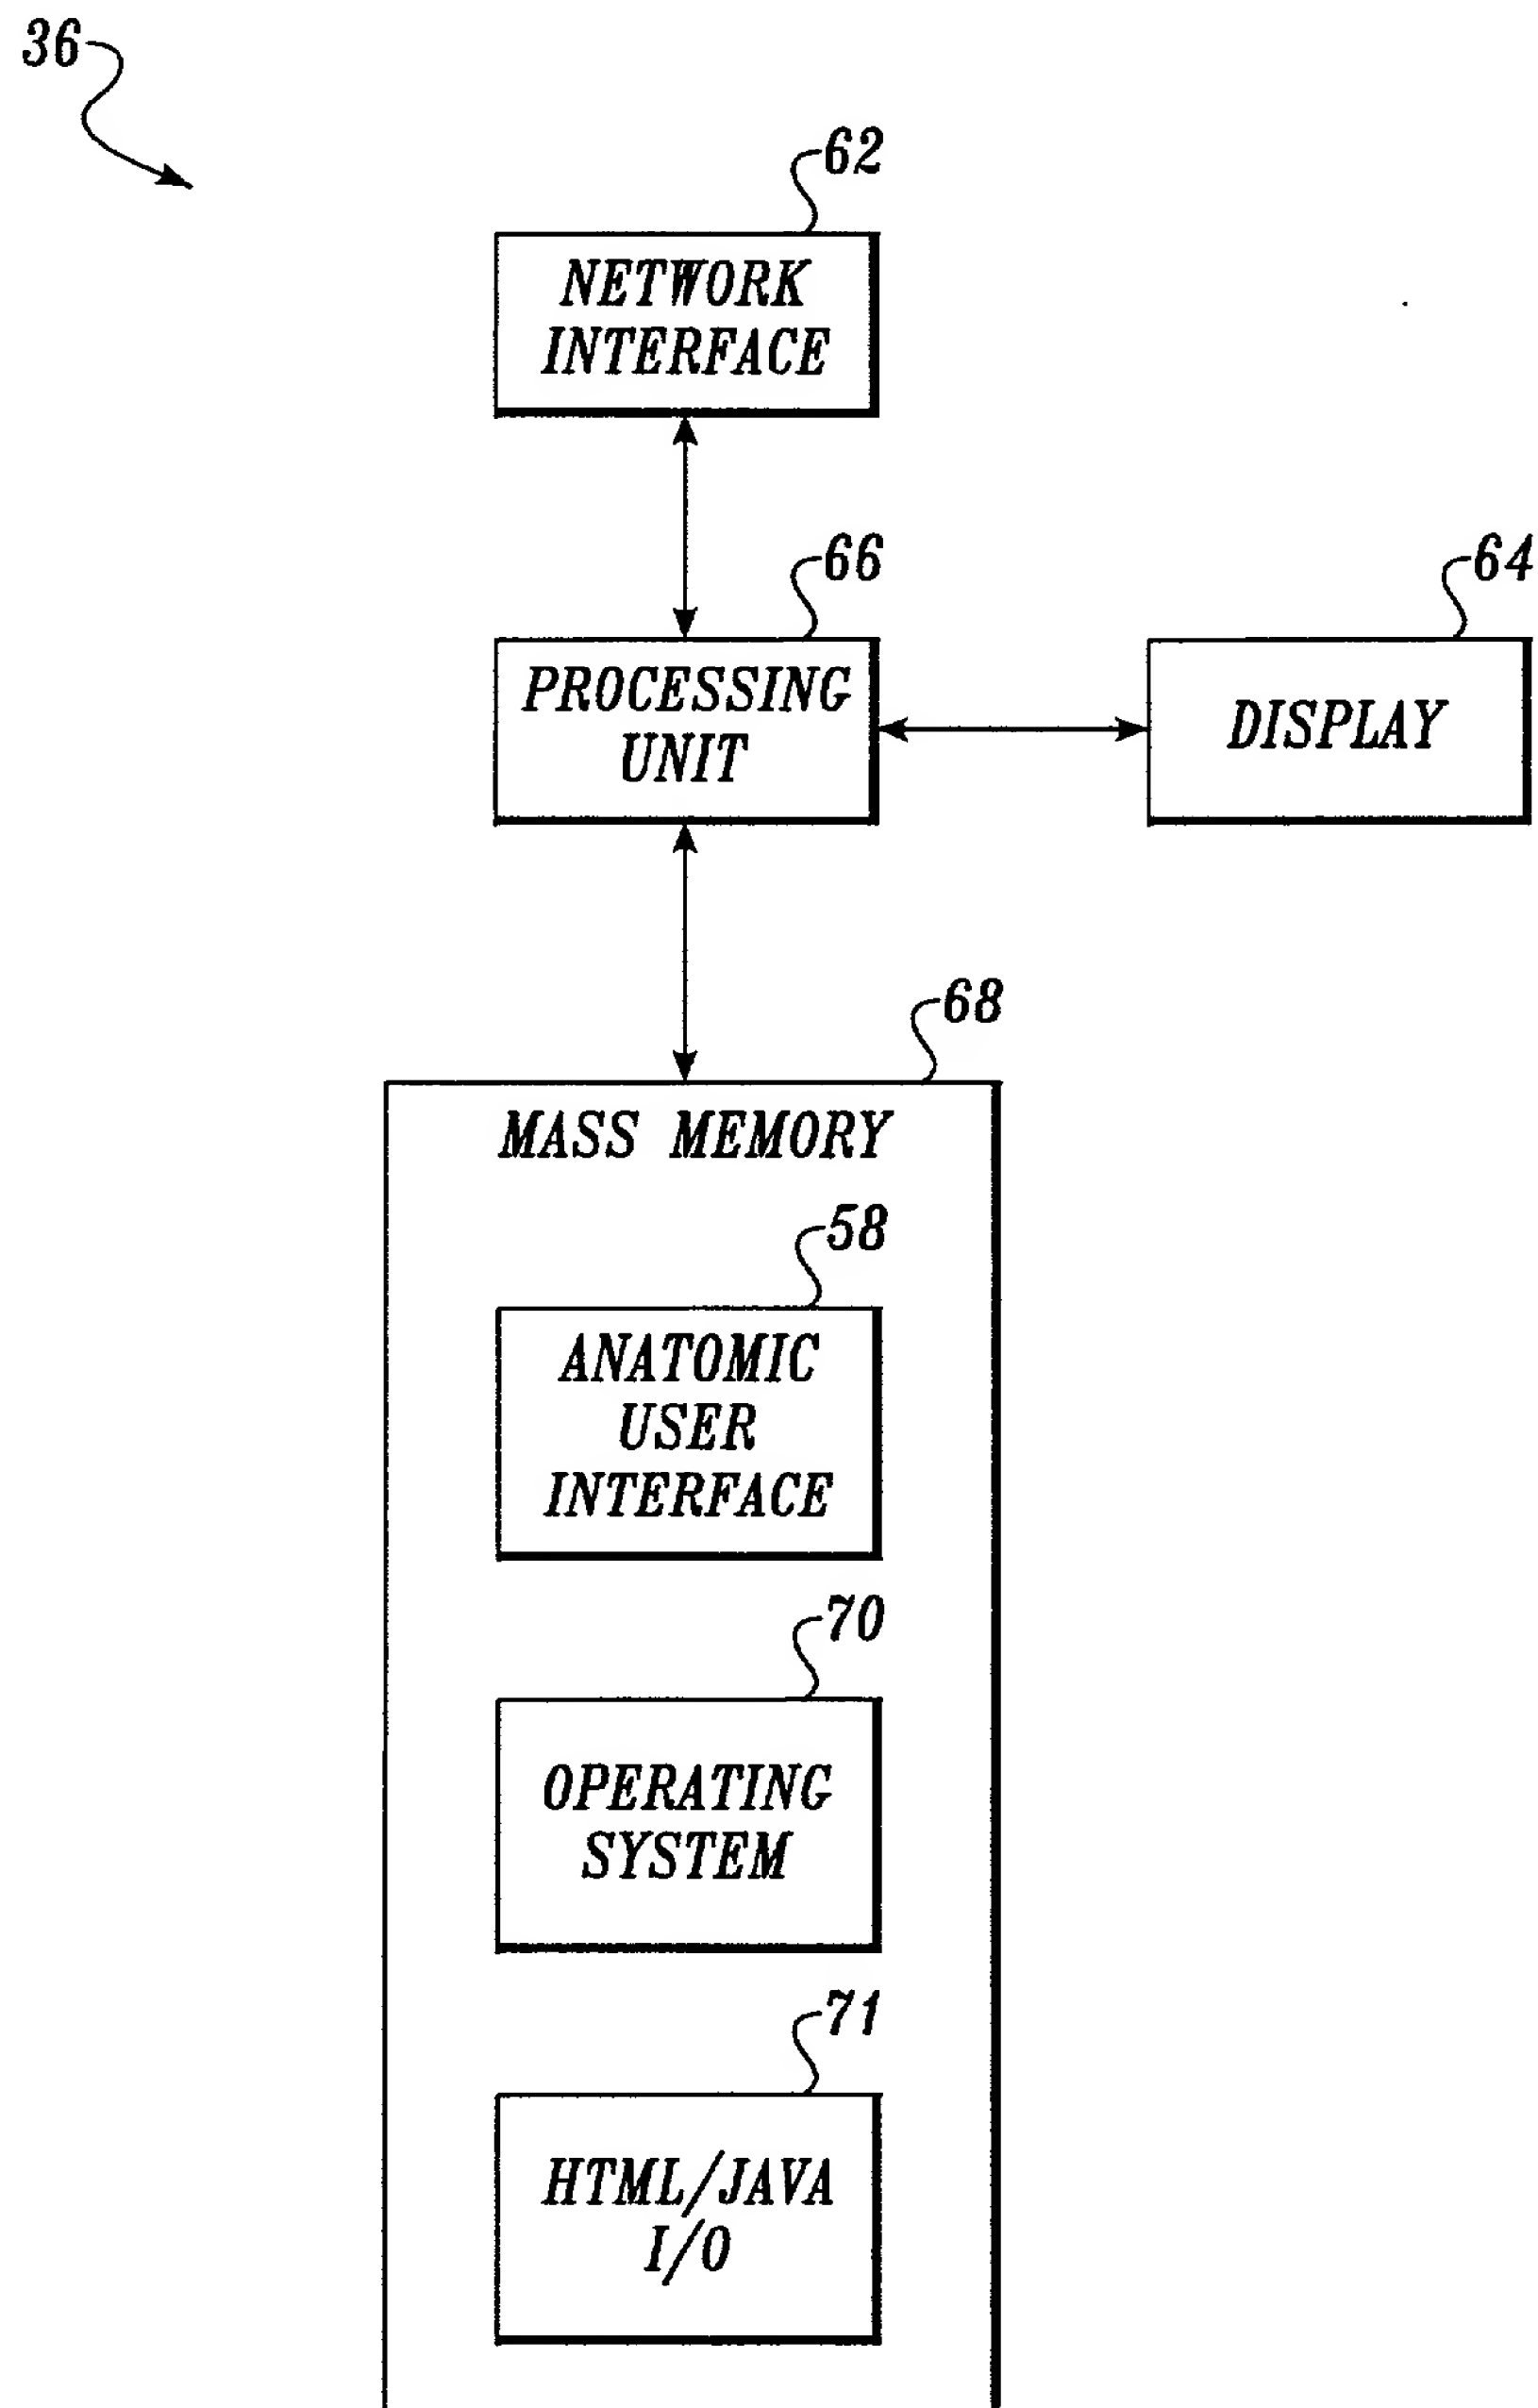 36
62
NETWORK
INTERFACE
66
64
PROCESSING
UNIT
DISPLAY
68
MASS MEMORY
58
ANATOMIC
USER
INTERFACE
70
OPERATING
SYSTEM
71
HTML/JAVA
I/O